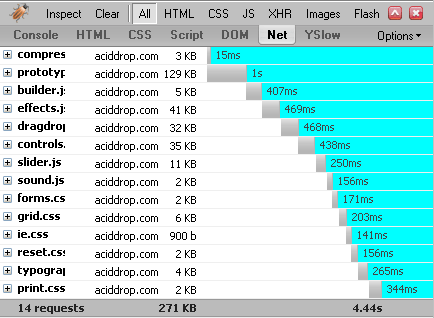 Inspect Clear All HTML CSS JS XHR Images Flash
Console HTML CSS Script DOM Net YSlow Options
compres aciddrop.com 3 KB 15ms
prototyp aciddrop.com 129 KB 1s
builder.js aciddrop.com 5 KB 407ms
effects.js aciddrop.com 41 KB 469ms
dragdrop aciddrop.com 32 KB 468ms
controls. aciddrop.com 35 KB 438ms
slider.js aciddrop.com 11 KB 250ms
sound.js aciddrop.com 2 KB 156ms
forms.cs aciddrop.com 2 KB 171ms
grid.css aciddrop.com 6 KB 203ms
ie.css aciddrop.com 900 b 141ms
reset.css aciddrop.com 2 KB 156ms
typograp aciddrop.com 4 KB 265ms
print.css aciddrop.com 2 KB 344ms
14 requests 271 KB 4.44s